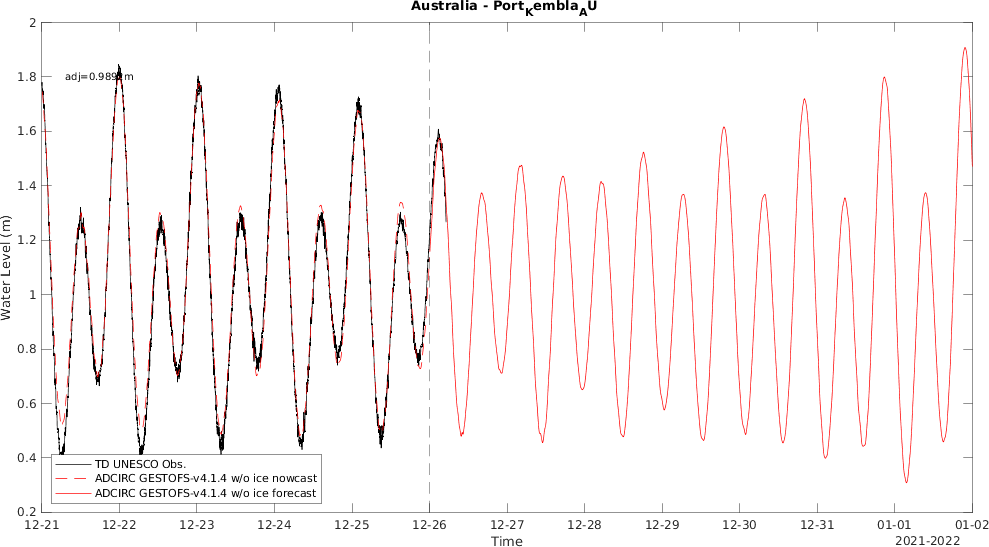 Australia - PortKemblaAU
adj=0.989 m
2
1.8
1.6
1.4
1.2
1
0.8
0.6
0.4
0.2
Water Level (m)
TD UNESCO Obs.
ADCIRC GESTOFS-v4.1.4 w/o ice nowcast
ADCIRC GESTOFS-v4.1.4 w/o ice forecast
12-21 12-22 12-23 12-24 12-25 12-26 12-27 12-28 12-29 12-30 12-31 01-01 01-02
Time
2021-2022